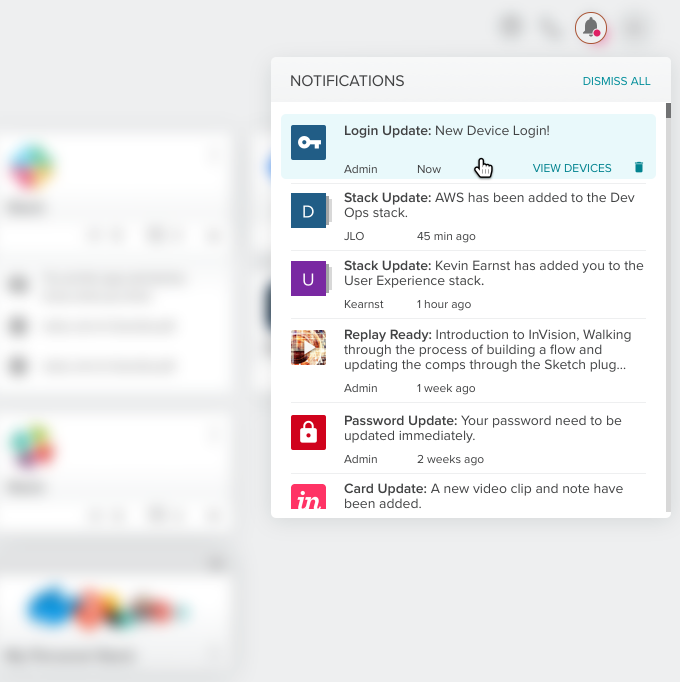 NOTIFICATIONS
DISMISS ALL
Login Update: New Device Login!
Admin Now VIEW DEVICES
D
Stack Update: AWS has been added to the Dev
Ops stack.
JLO 45 min ago
U
Stack Update: Kevin Earnst has added you to the
User Experience stack.
Kearnst 1 hour ago
Replay Ready: Introduction to InVision, Walking
through the process of building a flow and
updating the comps through the Sketch plug...
Admin 1 week ago
Password Update: Your password need to be
updated immediately.
Admin 2 weeks ago
in
Card Update: A new video clip and note have
been added.